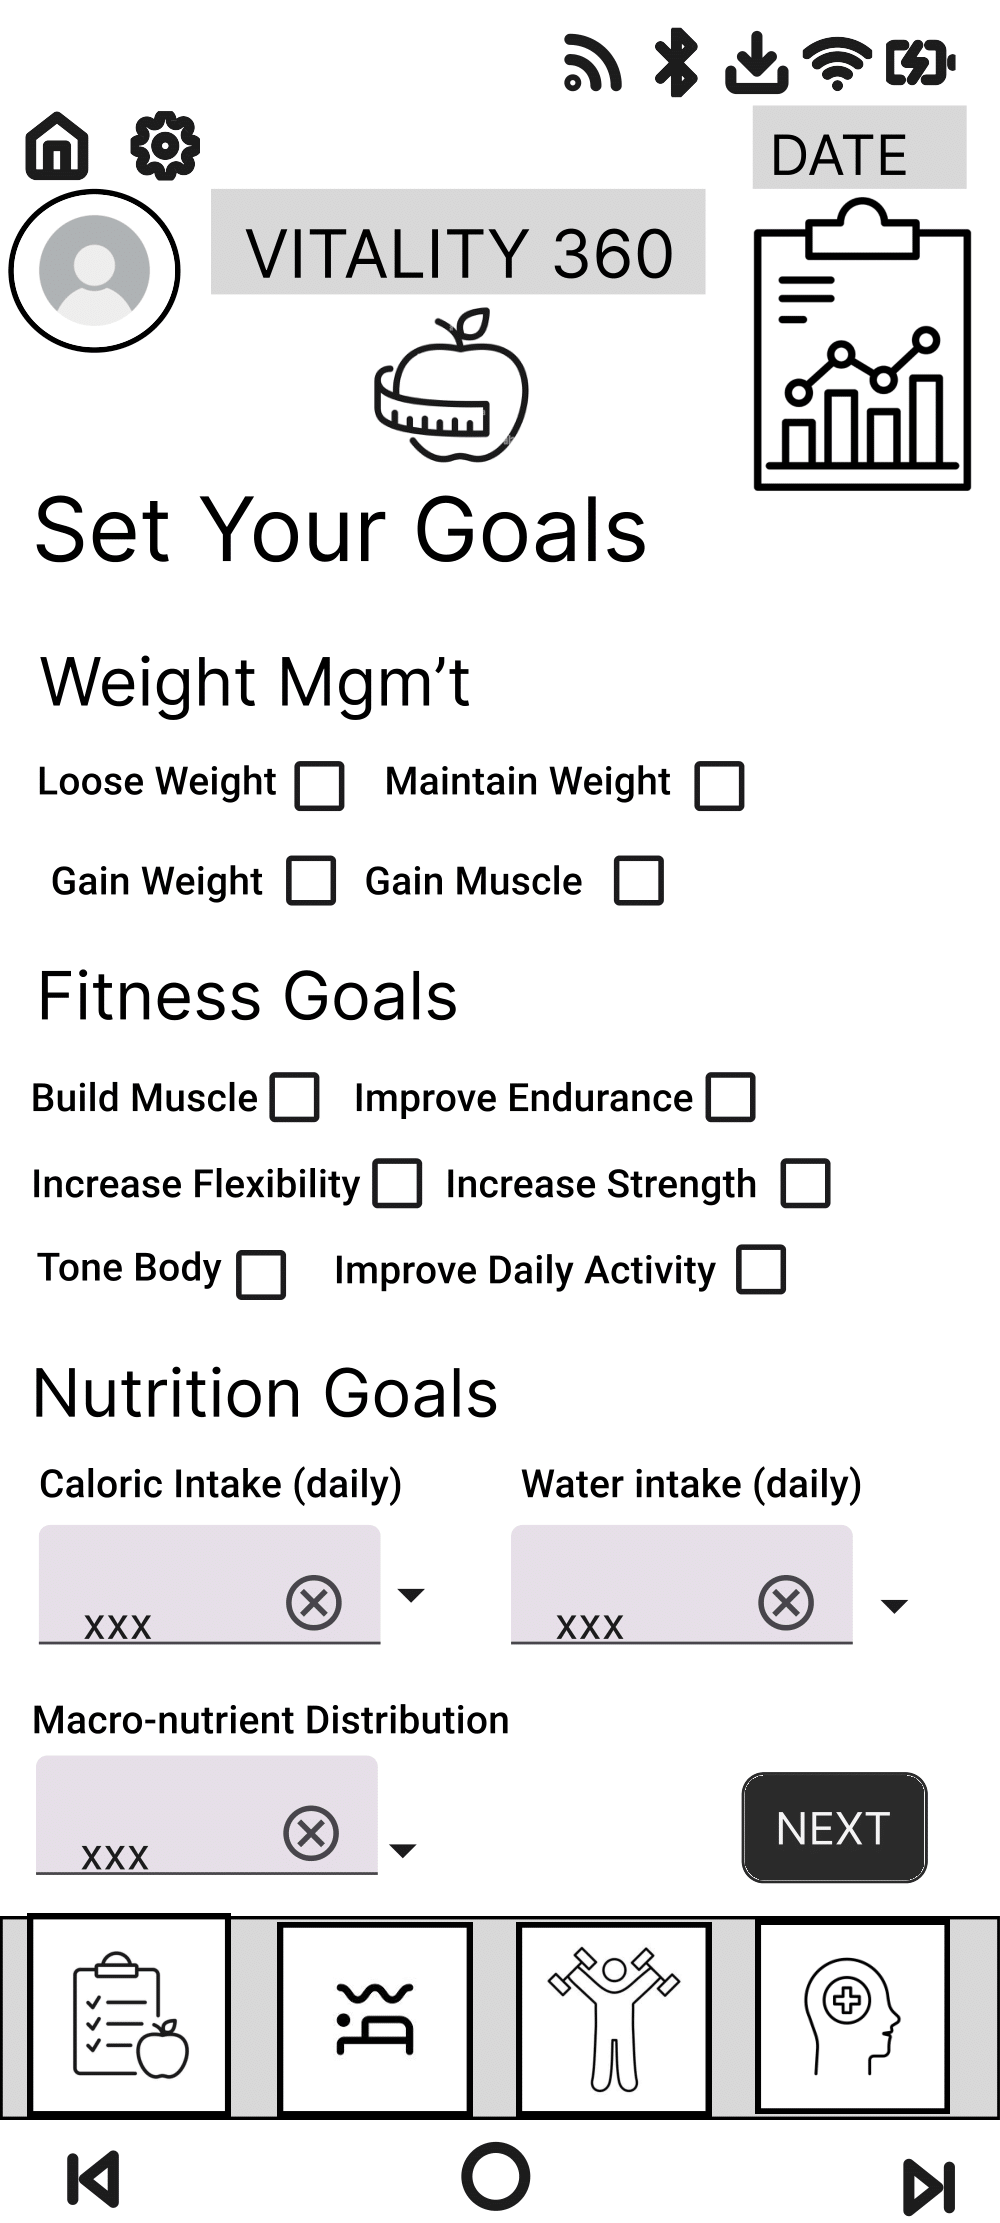 DATE
VITALITY 360
Set Your Goals
Weight Mgm’t
Loose Weight Maintain Weight
Gain Weight Gain Muscle
Fitness Goals
Build Muscle Improve Endurance
Increase Flexibility Increase Strength
Tone Body Improve Daily Activity
Nutrition Goals
Caloric Intake (daily) Water intake (daily)
xxx xxx
Macro-nutrient Distribution
xxx
NEXT